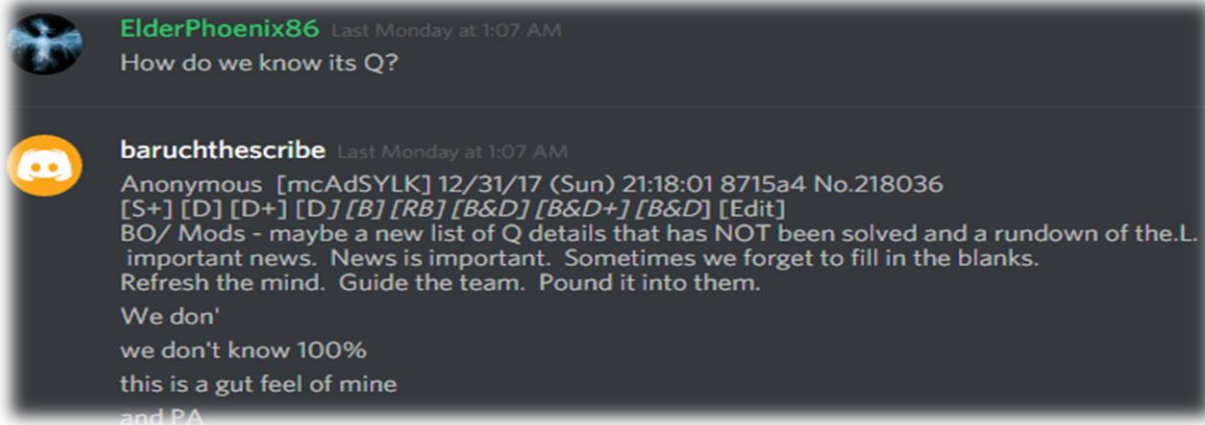 ElderPhoenix86 Last Monday at 1:07 AM
How do we know its Q?
baruchthescribe Last Monday at 1:07 AM
Anonymous [mcAdSYLK] 12/31/17 (Sun) 21:18:01 8715a4 No.218036
[S+] [D] [D+] [D] [B] [RB] [B&D] [B&D+] [B&D] [Edit]
BO/ Mods - maybe a new list of Q details that has NOT been solved and a rundown of the.L.
important news. News is important. Sometimes we forget to fill in the blanks.
Refresh the mind. Guide the team. Pound it into them.
We don'
we don't know 100%
this is a gut feel of mine
and PA